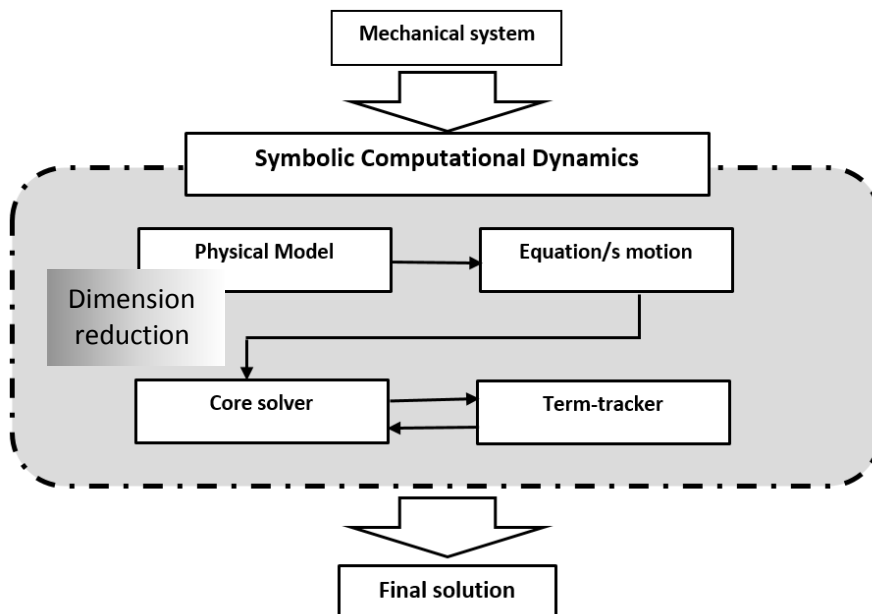 Mechanical system
Symbolic Computational Dynamics
Physical Model
Equation/s motion
Dimension
reduction
Core solver
Term-tracker
Final solution